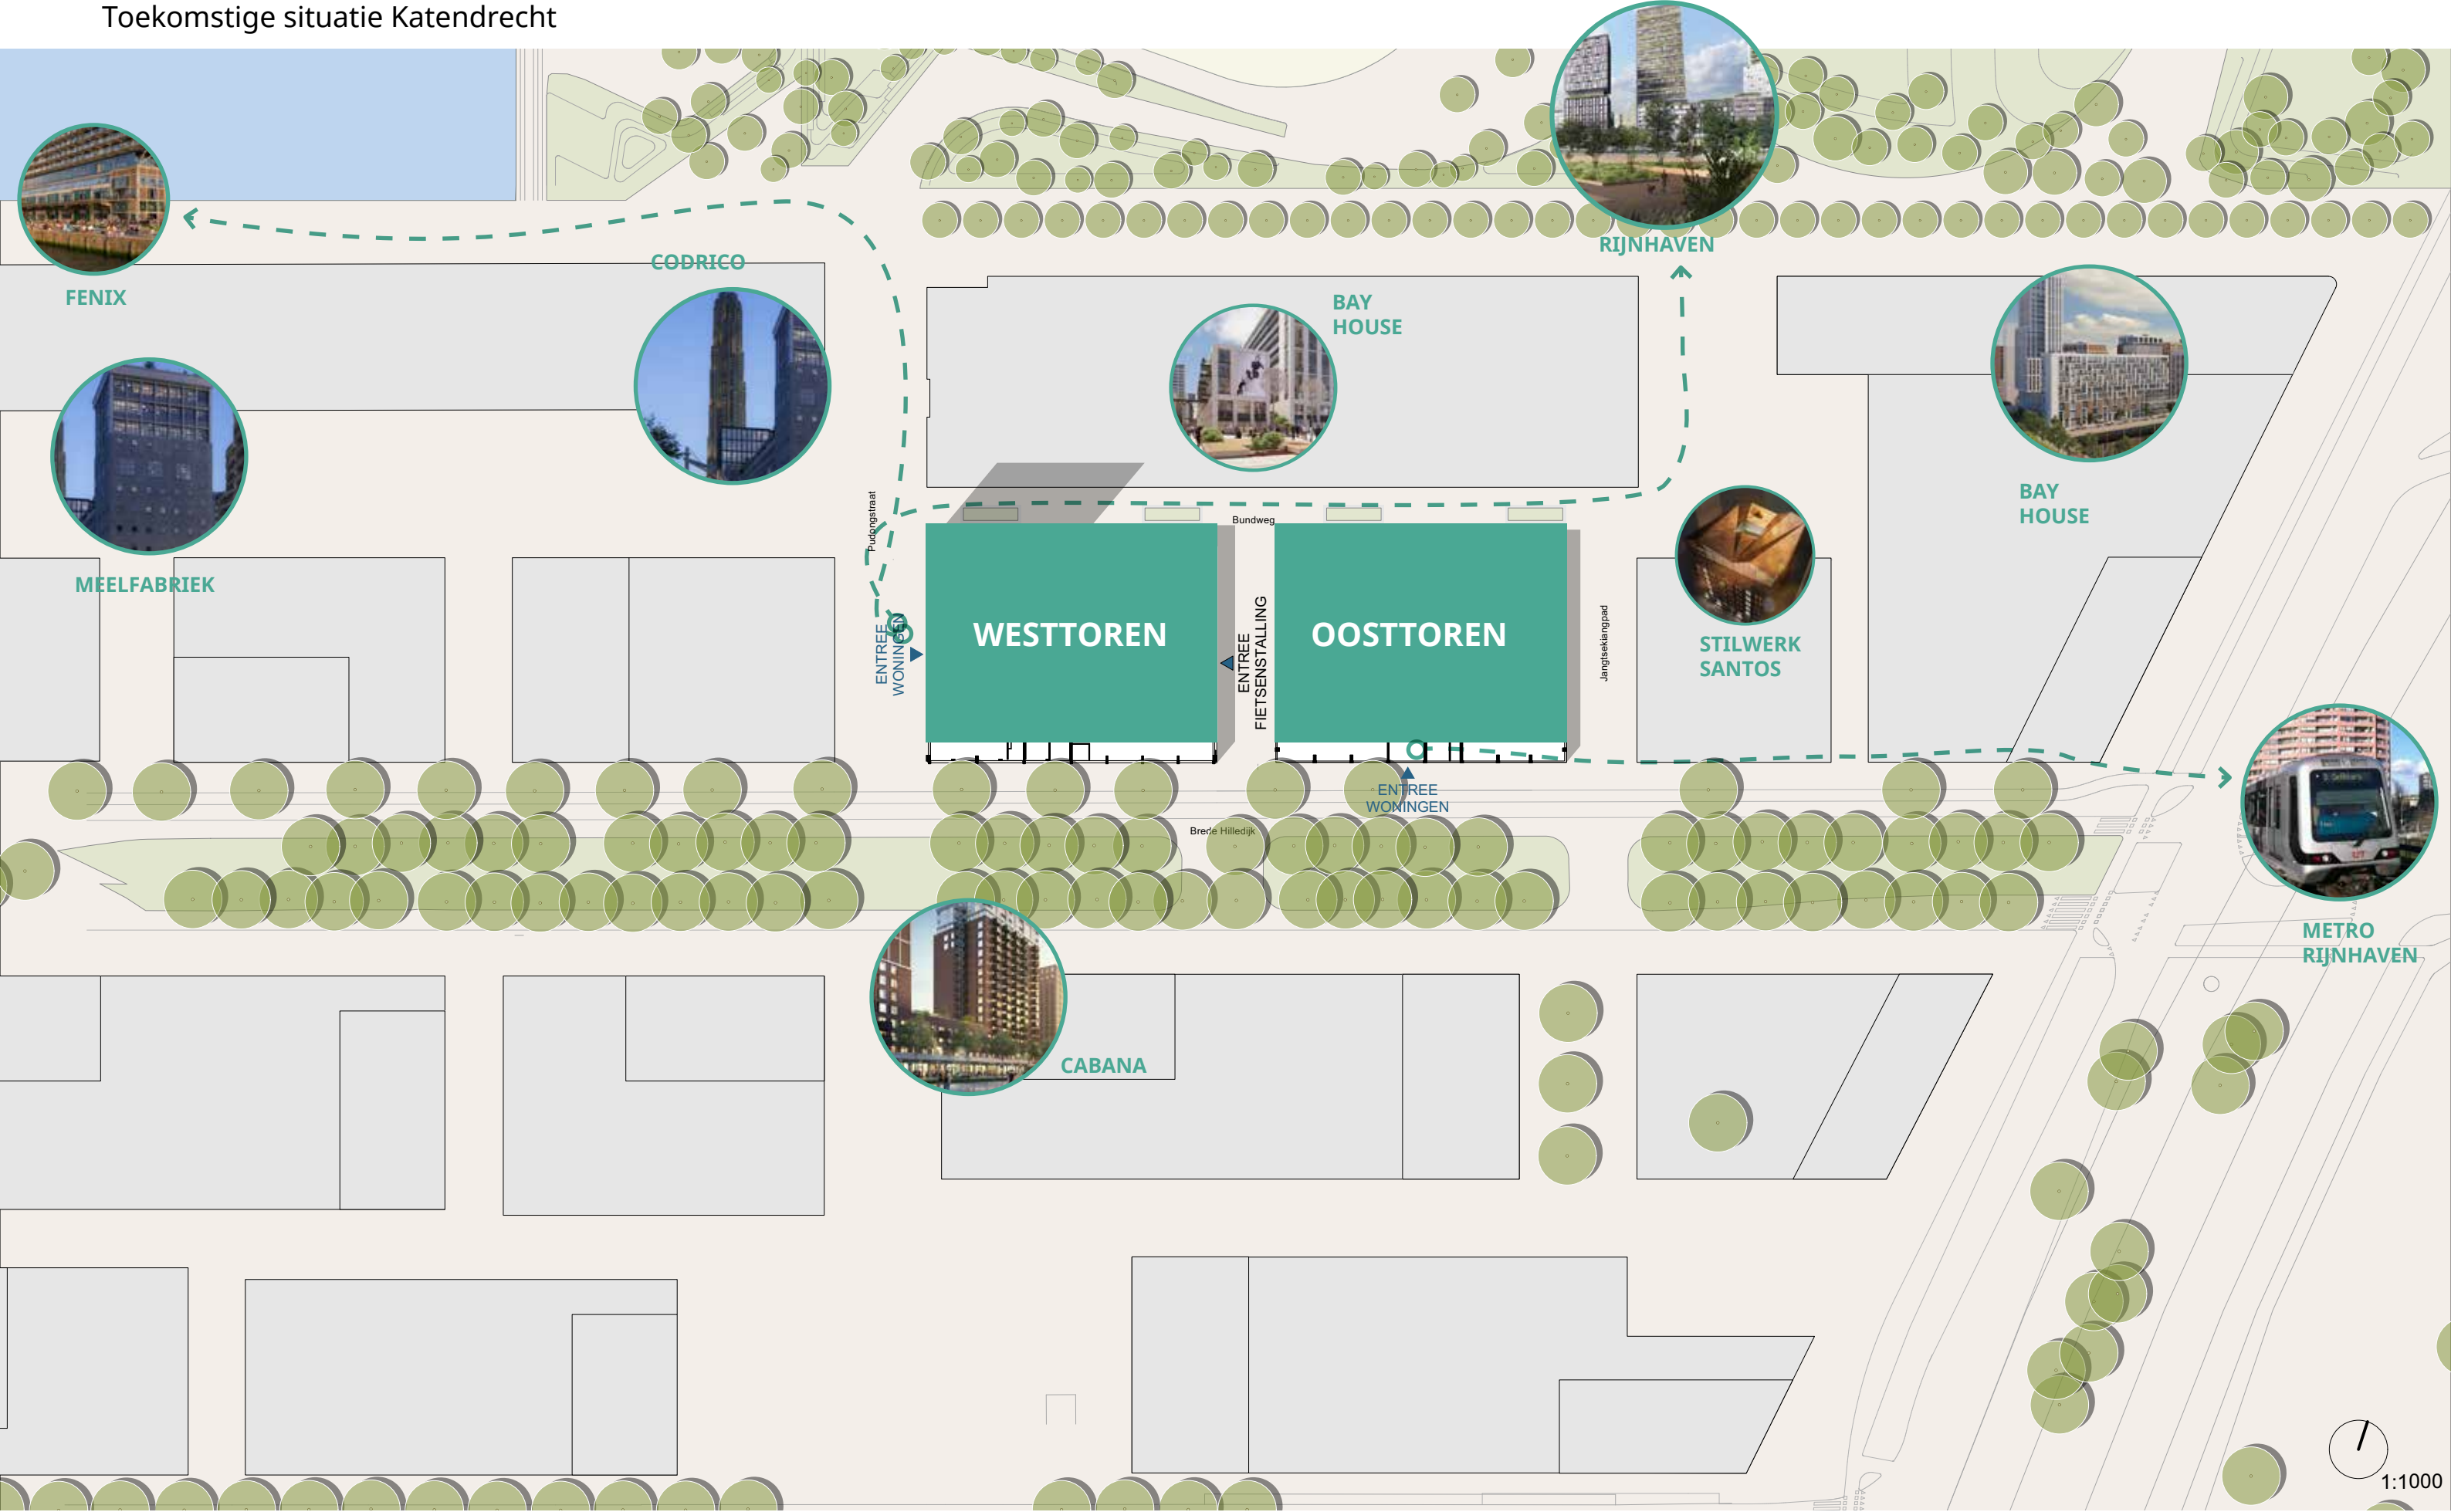 Toekomstige situatie Katendrecht
RIJNHAVEN
CODRICO
FENIX
BAY
HOUSE
MEELFABRIEK
BAY
HOUSE
Pudongstraat
Bundweg
WESTTOREN
OOSTTOREN
ENTREE
WONINGEN
ENTREE
FIETSENSTALLING
Jangtsekiangpad
STILWERK
SANTOS
ENTREE
WONINGEN
Brede Hilledijk
METRO
RIJNHAVEN
CABANA
1:1000